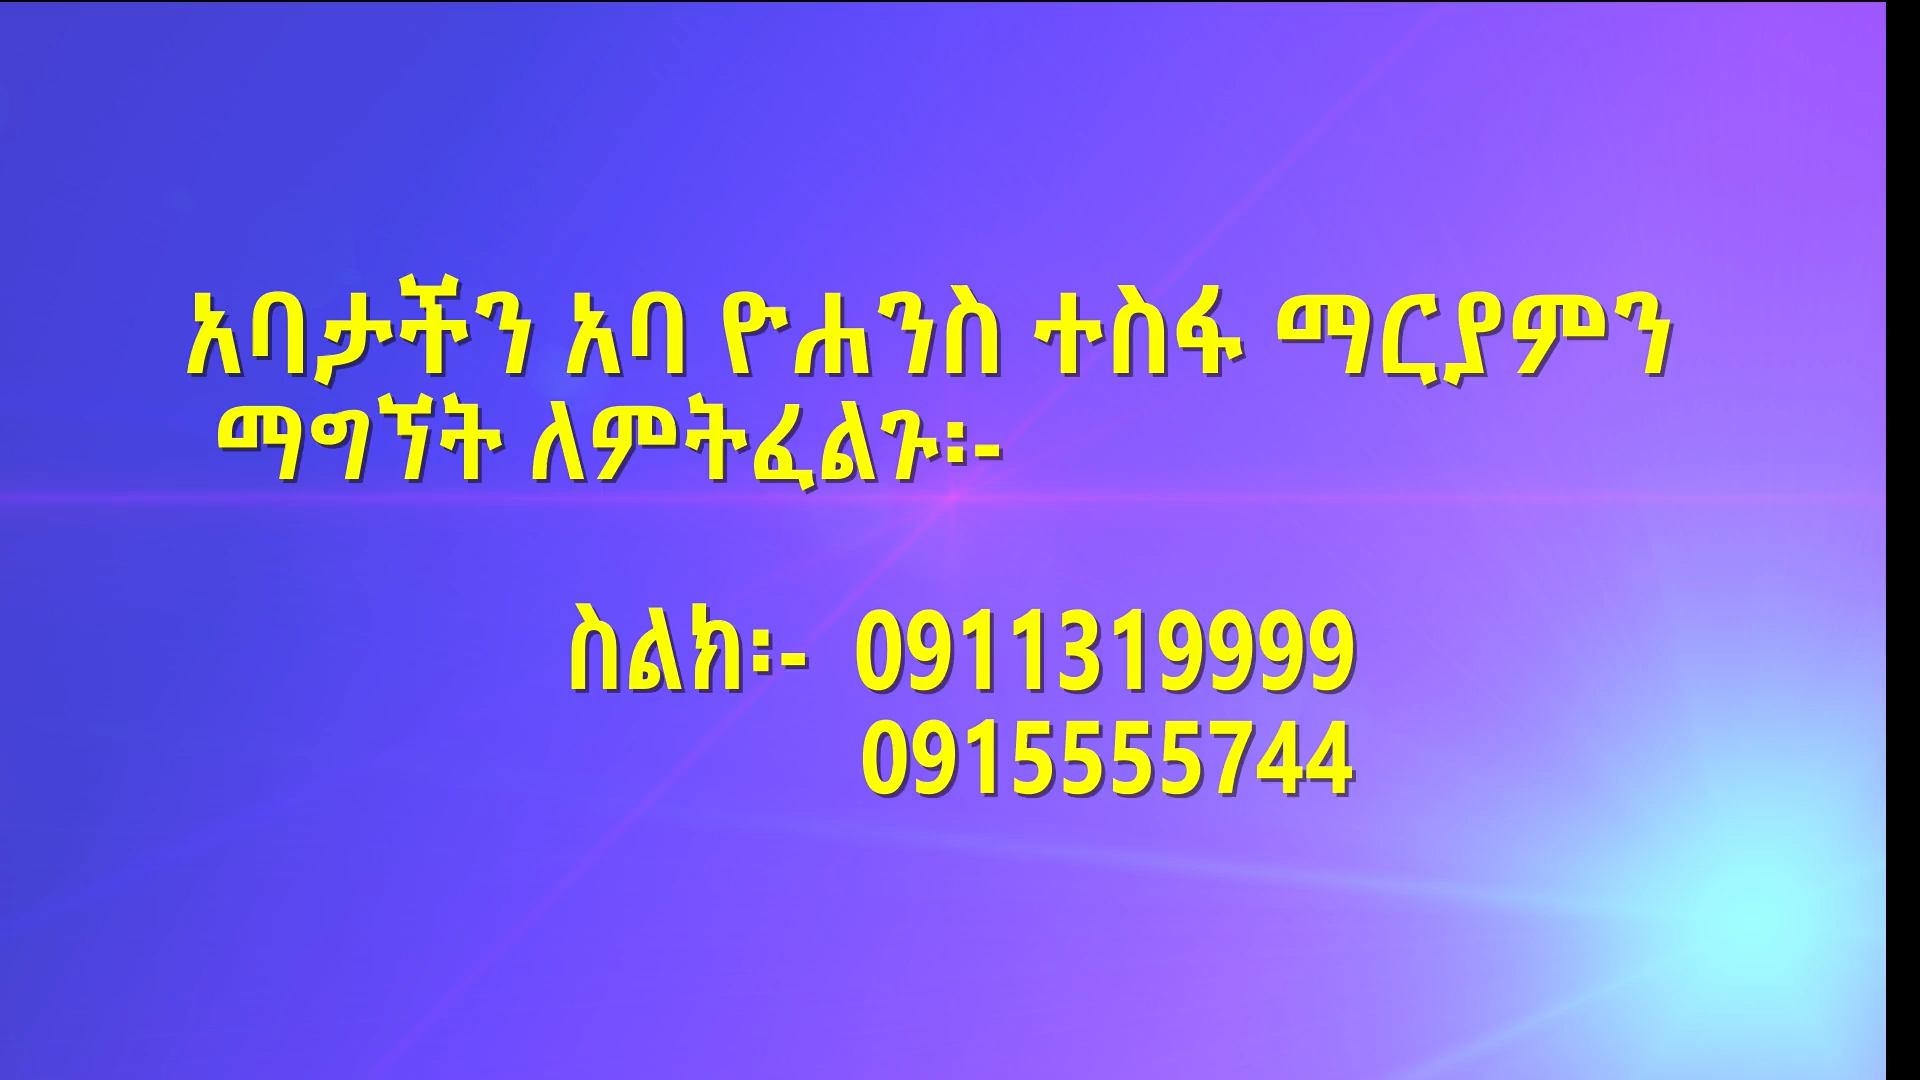 አባታችን አባ ዮሐንስ ተስፋ ማርያምን
ማግኘት ለምትፈልጉ፡-
ስልክ፡- 0911319999
0915555744